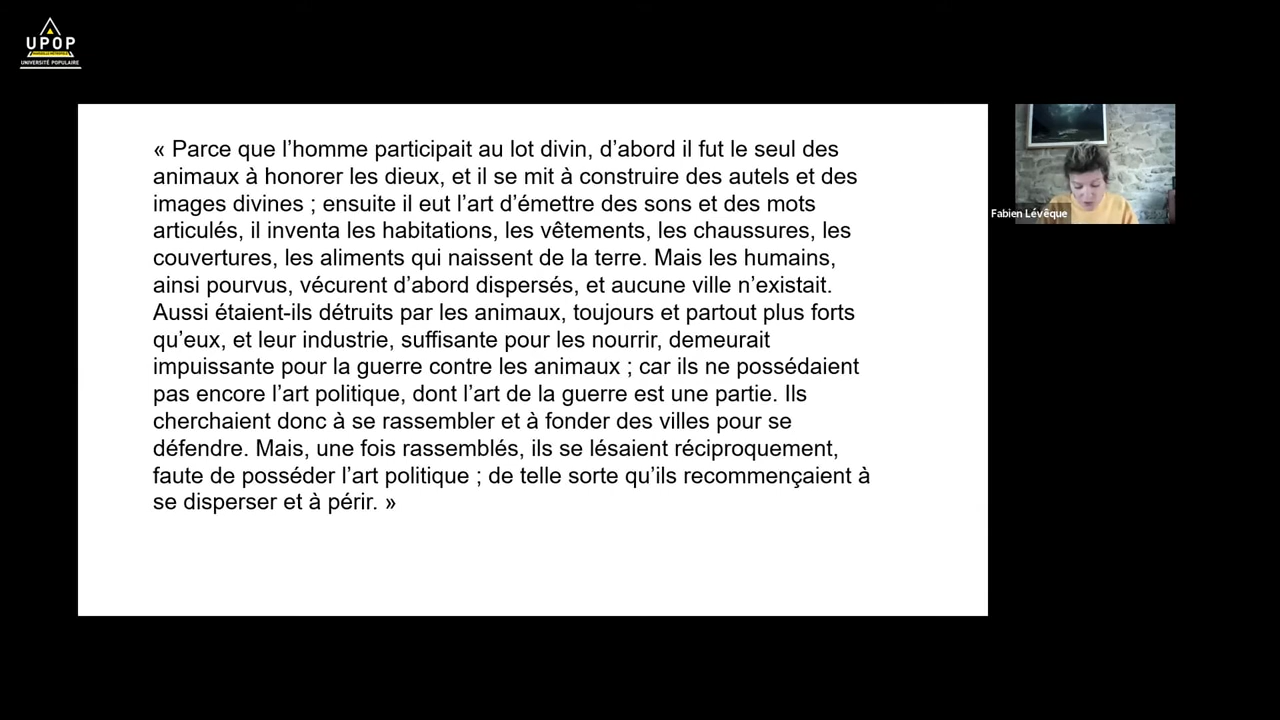 UPOP
UNIVERSITÉ POPULAIRE
« Parce que l’homme participait au lot divin, d’abord il fut le seul des
animaux à honorer les dieux, et il se mit à construire des autels et des
images divines ; ensuite il eut l’art d’émettre des sons et des mots
articulés, il inventa les habitations, les vêtements, les chaussures, les
couvertures, les aliments qui naissent de la terre. Mais les humains,
ainsi pourvus, vécurent d’abord dispersés, et aucune ville n’existait.
Aussi étaient-ils détruits par les animaux, toujours et partout plus forts
qu’eux, et leur industrie, suffisante pour les nourrir, demeurait
impuissante pour la guerre contre les animaux ; car ils ne possédaient
pas encore l’art politique, dont l’art de la guerre est une partie. Ils
cherchaient donc à se rassembler et à fonder des villes pour se
défendre. Mais, une fois rassemblés, ils se lésaient réciproquement,
faute de posséder l’art politique ; de telle sorte qu’ils recommençaient à
se disperser et à périr. »
Fabien Lévêque